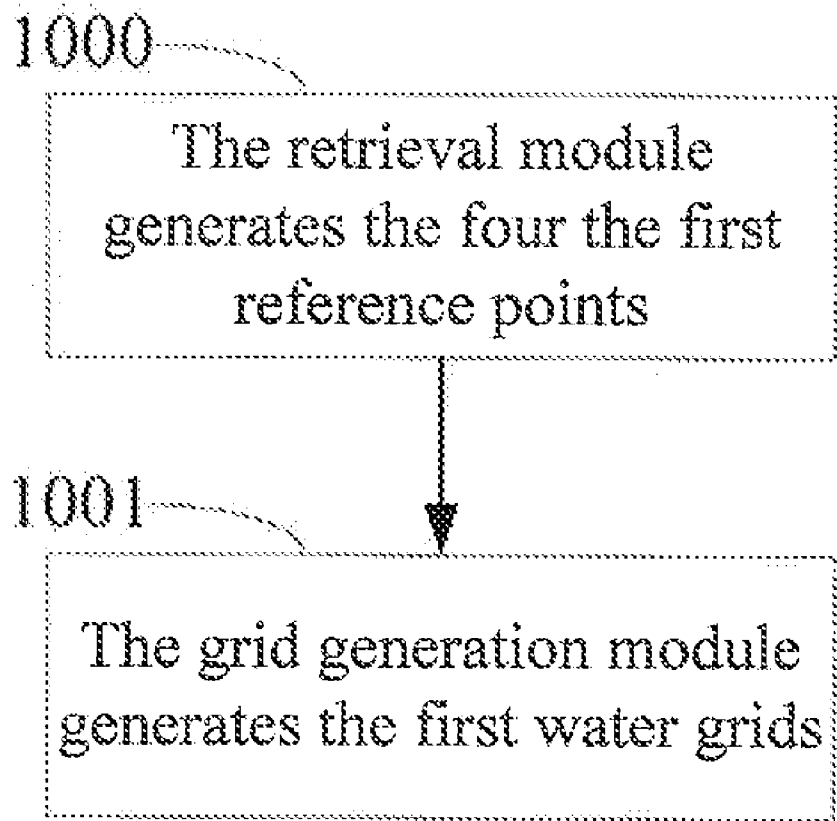 1000
The retrieval module
generates the four the first
reference points
1001
The grid generation module
generates the first water grids